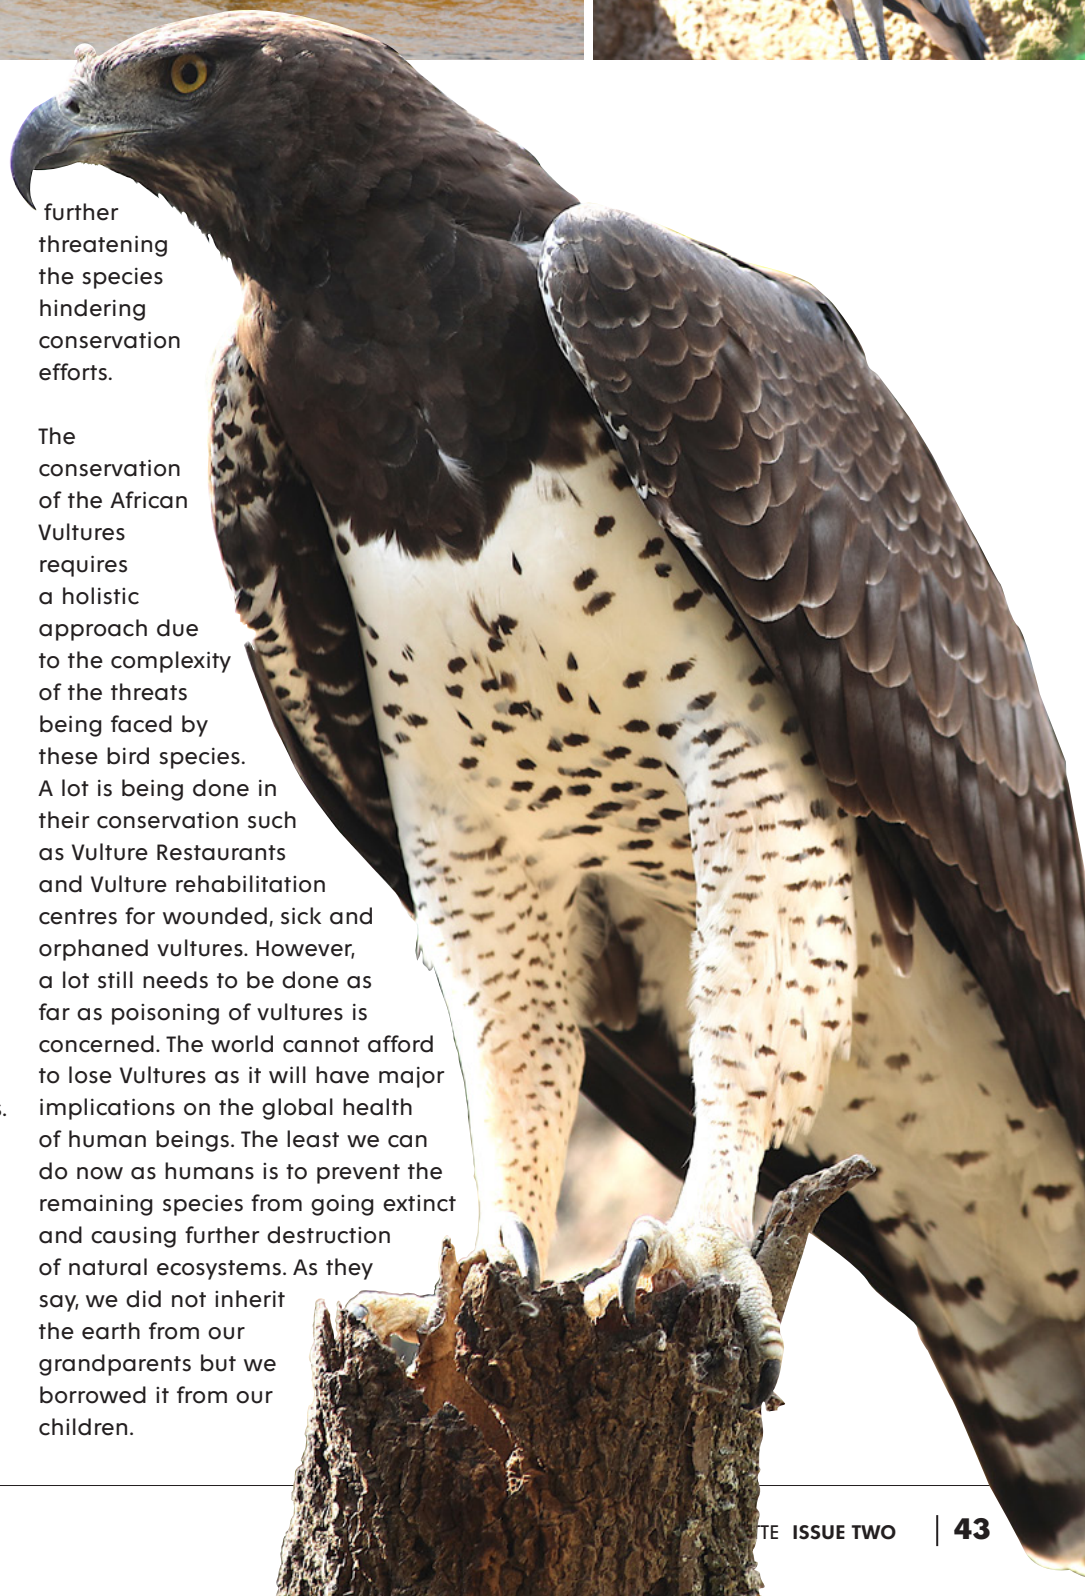 further
threatening
the species
hindering
conservation
efforts.
The
conservation
of the African
Vultures
requires
a holistic
approach due
to the complexity
of the threats
being faced by
these bird species.
A lot is being done in
their conservation such
as Vulture Restaurants
and Vulture rehabilitation
centres for wounded, sick and
orphaned vultures. However,
a lot still needs to be done as
far as poisoning of vultures is
concerned. The world cannot afford
to lose Vultures as it will have major
implications on the global health
of human beings. The least we can
do now as humans is to prevent the
remaining species from going extinct
and causing further destruction
of natural ecosystems. As they
say, we did not inherit
the earth from our
grandparents but we
borrowed it from our
children.
ISSUE TWO | 43